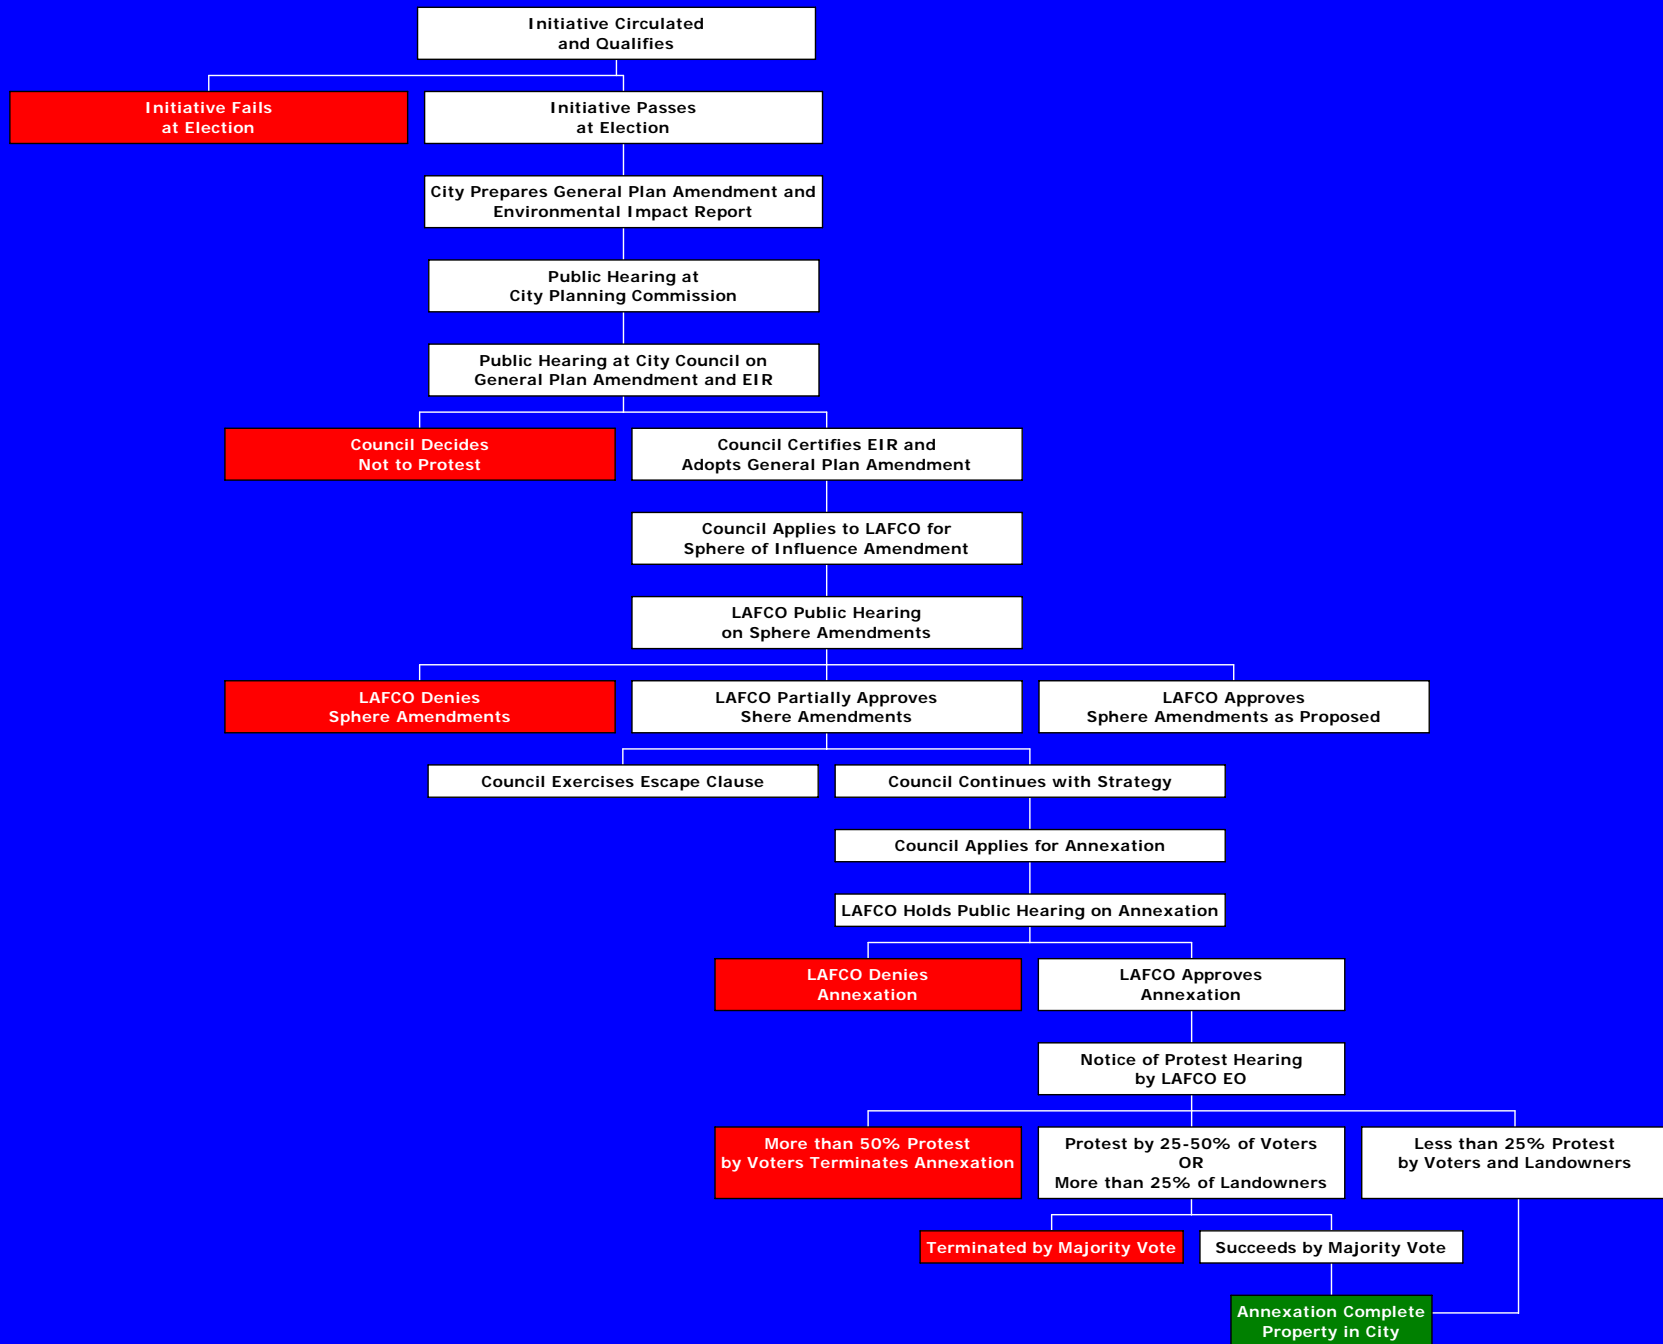 Initiative Circulated
and Qualifies
Initiative Fails
at Election
Initiative Passes
at Election
City Prepares General Plan Amendment and
Environmental Impact Report
Public Hearing at
City Planning Commission
Public Hearing at City Council on
General Plan Amendment and EIR
Council Decides
Not to Protest
Council Certifies EIR and
Adopts General Plan Amendment
Council Applies to LAFCO for
Sphere of Influence Amendment
LAFCO Public Hearing
on Sphere Amendments
LAFCO Denies
Sphere Amendments
LAFCO Partially Approves
Shere Amendments
LAFCO Approves
Sphere Amendments as Proposed
Council Exercises Escape Clause
Council Continues with Strategy
Council Applies for Annexation
LAFCO Holds Public Hearing on Annexation
LAFCO Denies
Annexation
LAFCO Approves
Annexation
Notice of Protest Hearing
by LAFCO EO
More than 50% Protest
by Voters Terminates Annexation
Protest by 25-50% of Voters
OR
More than 25% of Landowners
Less than 25% Protest
by Voters and Landowners
Terminated by Majority Vote
Succeeds by Majority Vote
Annexation Complete
Property in City